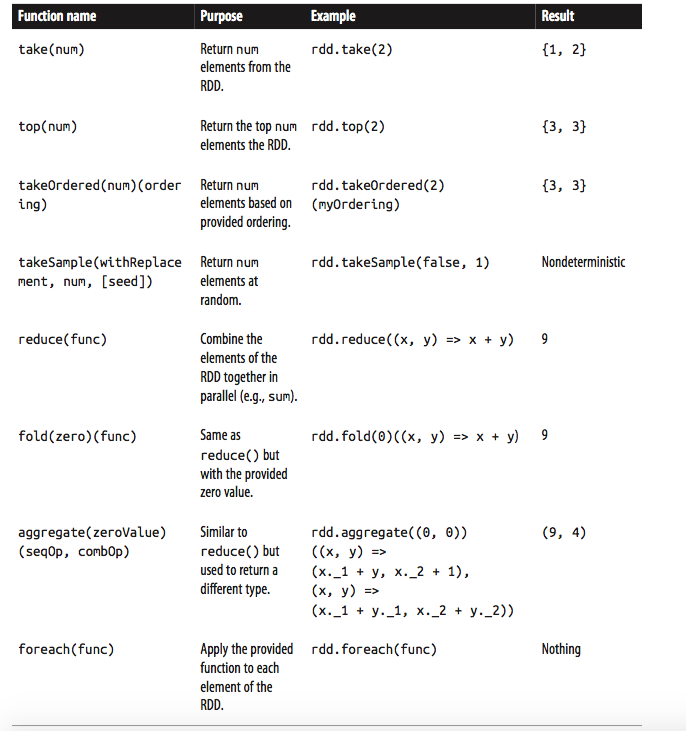 Function name Purpose Example Result
take(num) Return num rdd.take(2) {1, 2}
elements from the
RDD.
top(num) Return the top num rdd.top(2) {3, 3}
elements the RDD.
takeOrdered(num)(order Return num rdd.takeOrdered(2) {3, 3}
ing) elements based on (myOrdering)
provided ordering.
takeSample(withReplace Return num rdd.takeSample(false, 1) Nondeterministic
ment, num, [seed]) elements at
random.
reduce(func) Combine the rdd.reduce((x, y) => x + y) 9
elements of the
RDD together in
parallel (e.g., sum).
fold(zero)(func) Same as rdd.fold(0)((x, y) => x + y) 9
reduce() but
with the provided
zero value.
aggregate(zeroValue) Similar to rdd.aggregate((0, 0)) (9, 4)
(seqOp, combOp) reduce() but ((x, y) =>
used to return a (x._1 + y, x._2 + 1),
different type. (x, y) =>
(x._1 + y._1, x._2 + y._2))
foreach(func) Apply the provided rdd.foreach(func) Nothing
function to each
element of the
RDD.